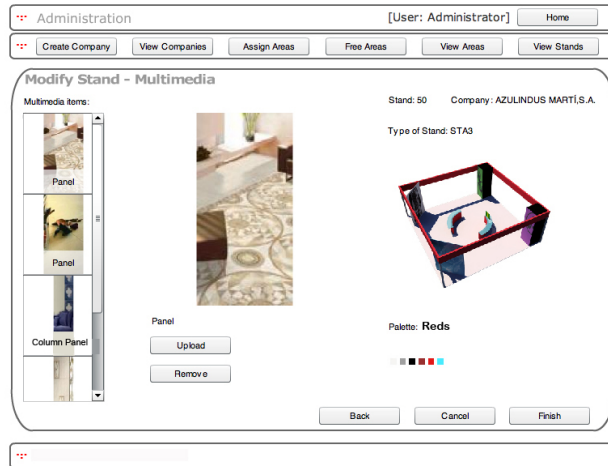 Administration
[User: Administrator]
Home
Create Company
View Companies
Assign Areas
Free Areas
View Areas
View Stands
Modify Stand - Multimedia
Multimedia items:
Stand: 50
Company: AZULINDUS MARTÍ,S.A.
Type of Stand: STA3
Panel
Panel
Column Panel
Panel
Upload
Remove
Palette: Reds
Back
Cancel
Finish